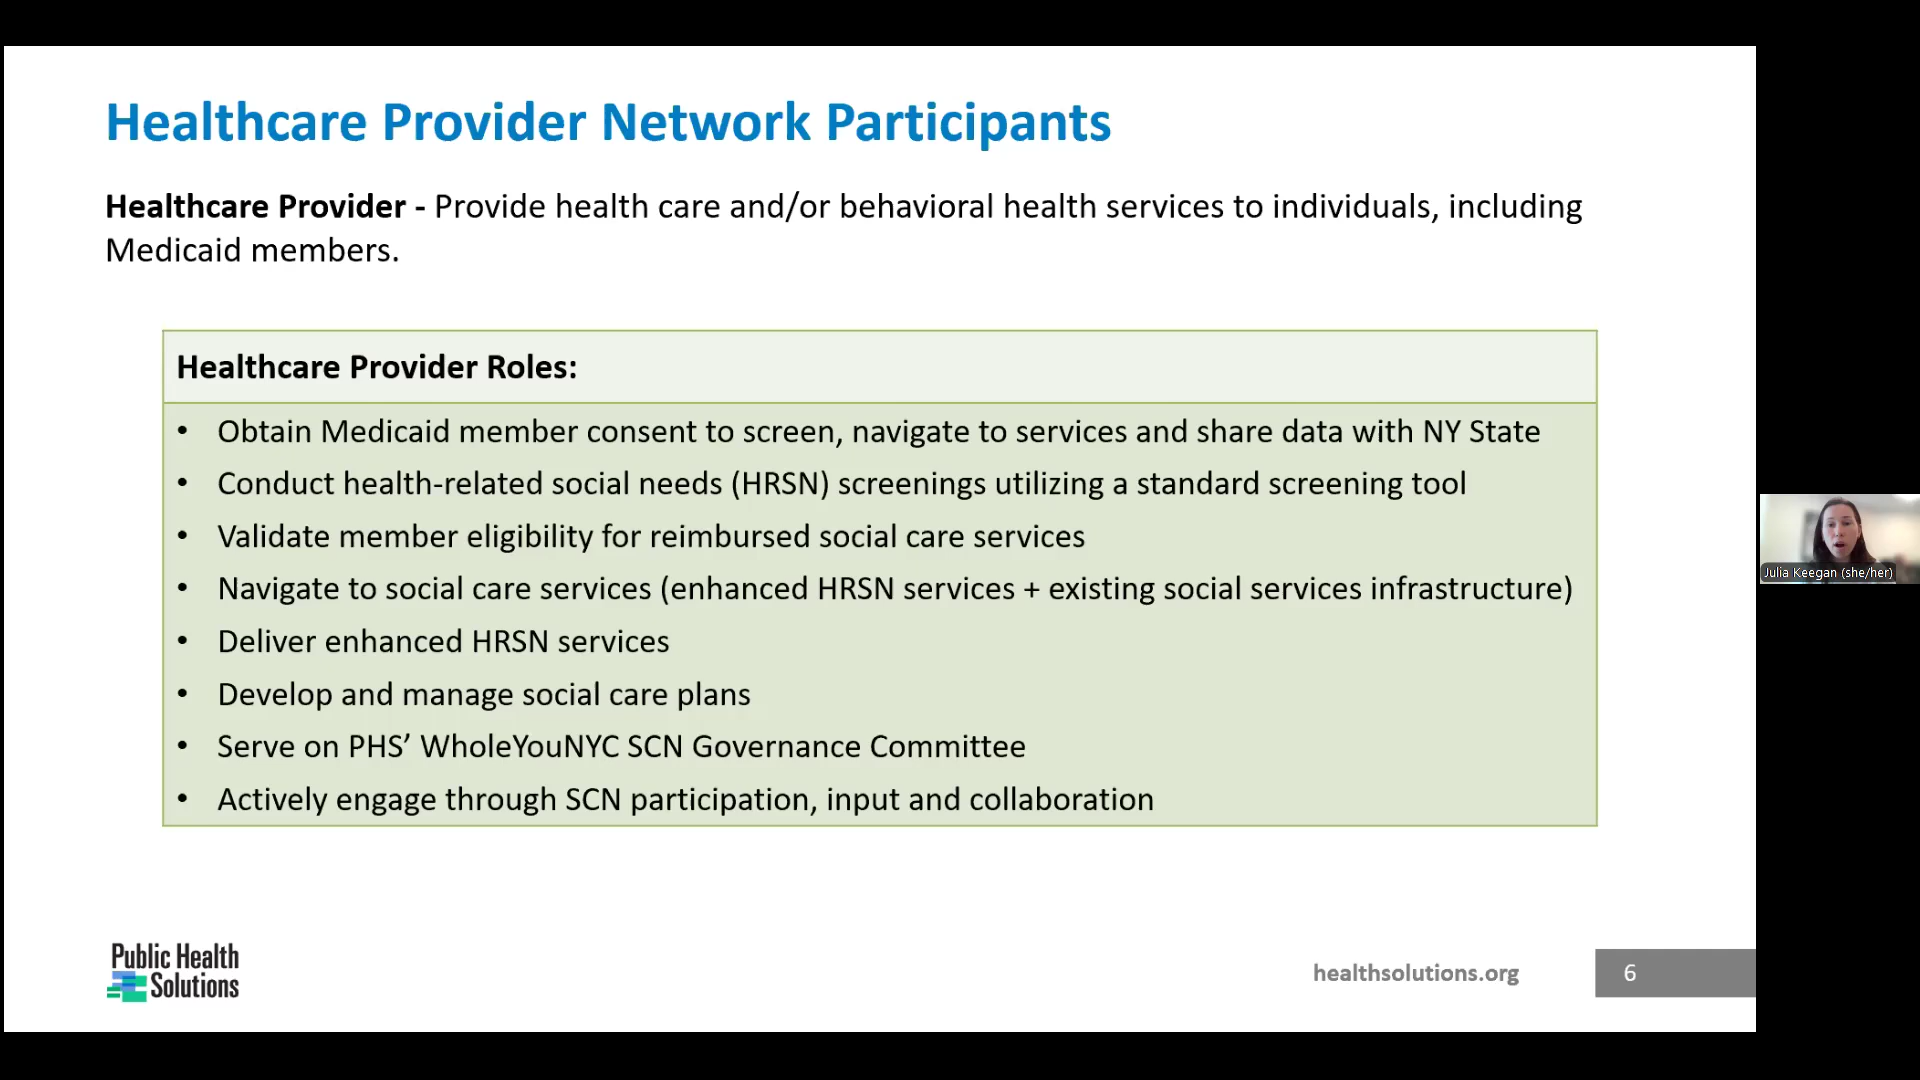 Healthcare Provider Network Participants
Healthcare Provider - Provide health care and/or behavioral health services to individuals, including
Medicaid members.
Healthcare Provider Roles:
• Obtain Medicaid member consent to screen, navigate to services and share data with NY State
• Conduct health-related social needs (HRSN) screenings utilizing a standard screening tool
• Validate member eligibility for reimbursed social care services
• Navigate to social care services (enhanced HRSN services + existing social services infrastructure)
• Deliver enhanced HRSN services
• Develop and manage social care plans
• Serve on PHS’ WholeYouNYC SCN Governance Committee
• Actively engage through SCN participation, input and collaboration
Julia Keegan (she/her)
Public Health
Solutions
healthsolutions.org
6